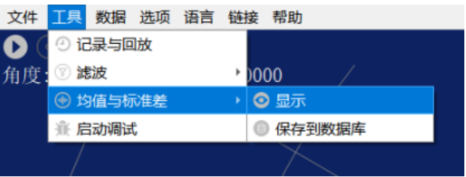 文件 工具 数据 选项 语言 链接 帮助
记录与回放
角度: 0000
滤波
均值与标准差 显示
启动调试 保存到数据库